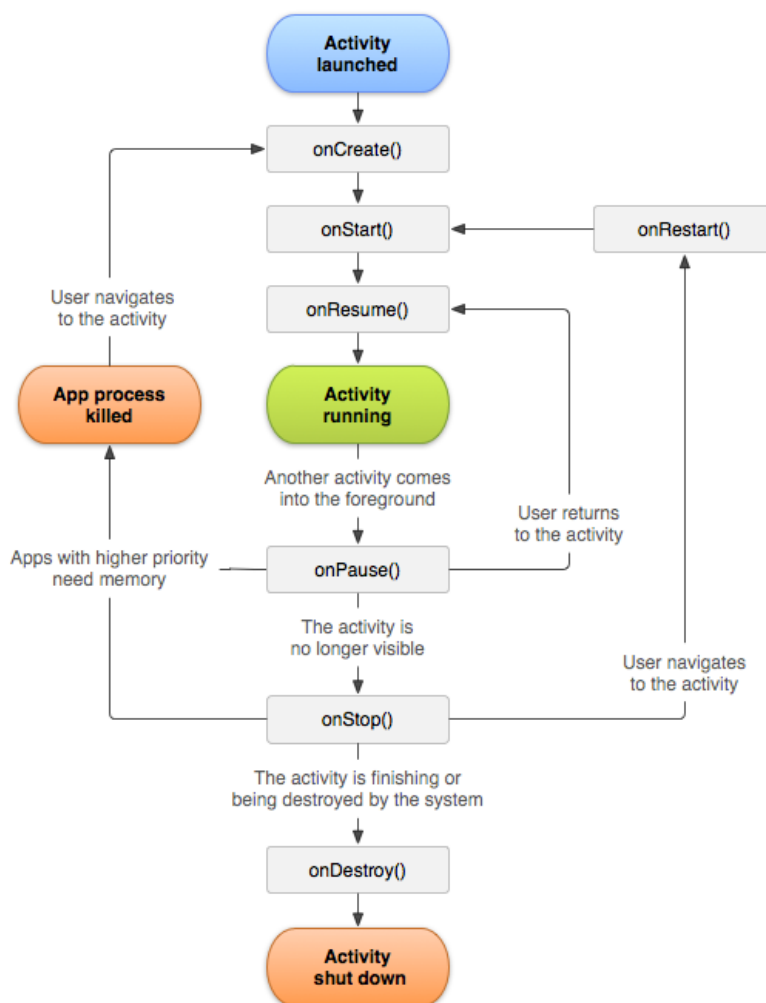 Activity
launched
onCreate()
onStart()
onRestart()
User navigates
to the activity
onResume()
App process
killed
Activity
running
Another activity comes
into the foreground
User returns
to the activity
Apps with higher priority
need memory
onPause()
The activity is
no longer visible
User navigates
to the activity
onStop()
The activity is finishing or
being destroyed by the system
onDestroy()
Activity
shut down